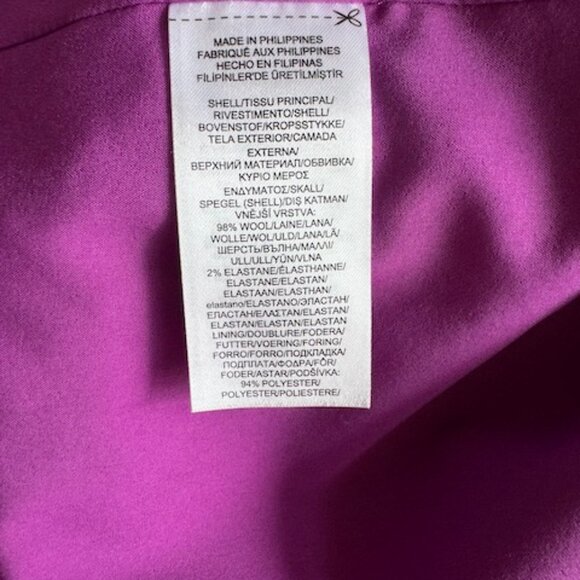 MADE IN PHILIPPINES
FABRIQUÉ AUX PHILIPPINES
HECHO EN FILIPINAS
FİLİPİNLER'DE ÜRETİLMİŞTİR
SHELL/TISSU PRINCIPAL/
RIVESTIMENTO/SHELL/
BOVENSTOF/KROPSSTYKKE/
TELA EXTERIOR/CAMADA
EXTERNA/
ВЕРХНИЙ МАТЕРИАЛ/ОБВИВКА/
ΚΥΡΙΟ ΜΕΡΟΣ
ΕΝΔΥΜΑΤΟΣ/SKALL/
SPEGEL (SHELL)/DIŞ KATMAN/
VNĚJŠÍ VRSTVA:
98% WOOL/LAINE/LANA/
WOLLE/WOL/ULD/LANA/LÃ/
ШЕРСТЬ/ВЪЛНА/ΜΑΛΛΙ/
ULL/ULL/YÜN/VLNA
2% ELASTANE/ÉLASTHANNE/
ELASTANE/ELASTAN/
ELASTAAN/ELASTHAN/
elastano/ELASTANO/ЭЛАСТАН/
ЕЛАСТАН/ΕΛΑΣΤΑΝ/ELASTAN/
ELASTAN/ELASTAN/ELASTAN
LINING/DOUBLURE/FODERA/
FUTTER/VOERING/FORING/
FORRO/FORRO/ПОДКЛАДКА/
ПОДПЛАТА/ΦΟΔΡΑ/FÔR/
FODER/ASTAR/PODŠÍVKA:
94% POLYESTER/
POLYESTER/POLIESTERE/